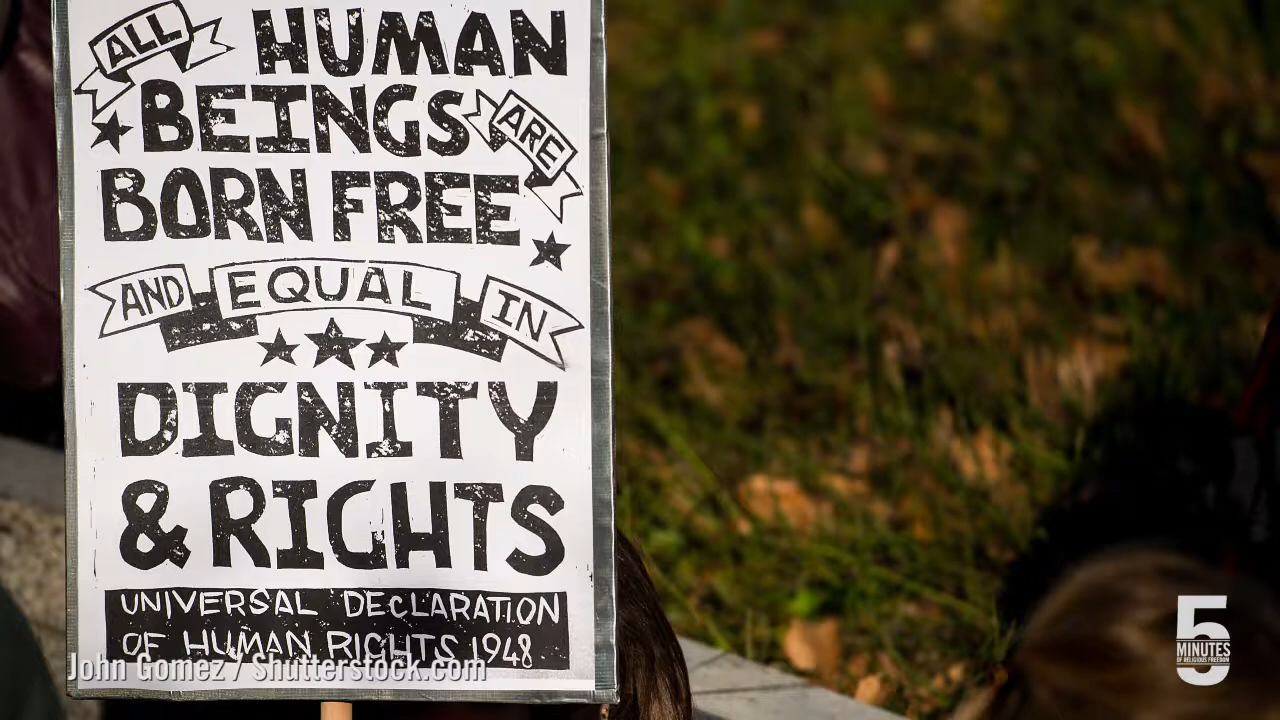 ALL HUMAN
BEINGS ARE
BORN FREE
AND EQUAL IN
DIGNITY
& RIGHTS
UNIVERSAL DECLARATION
OF HUMAN RIGHTS 1948
John Gomez / Shutterstock.com
5
MINUTES
OF RELIGIOUS FREEDOM